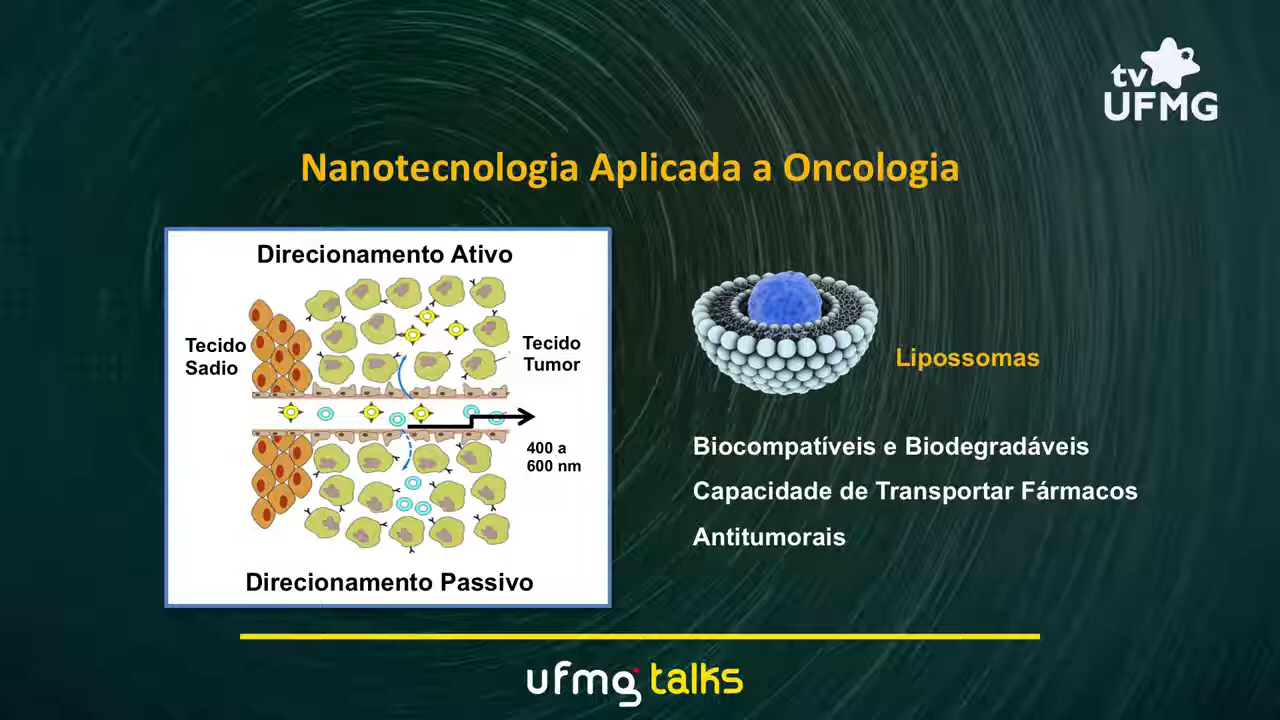 tv
UFMG
Nanotecnologia Aplicada a Oncologia
Direcionamento Ativo
Tecido
Sadio
Tecido
Tumor
400 a
600 nm
Direcionamento Passivo
Lipossomas
Biocompatíveis e Biodegradáveis
Capacidade de Transportar Fármacos
Antitumorais
ufmg talks